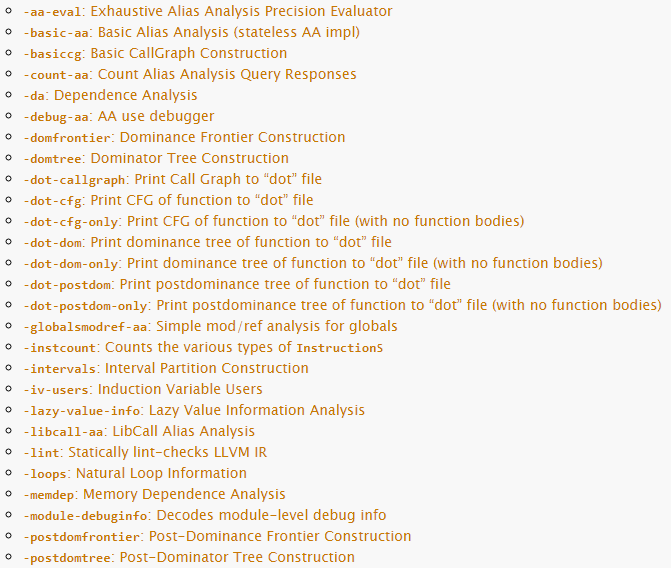 -aa-eval: Exhaustive Alias Analysis Precision Evaluator
-basic-aa: Basic Alias Analysis (stateless AA impl)
-basiccg: Basic CallGraph Construction
-count-aa: Count Alias Analysis Query Responses
-da: Dependence Analysis
-debug-aa: AA use debugger
-domfrontier: Dominance Frontier Construction
-domtree: Dominator Tree Construction
-dot-callgraph: Print Call Graph to “dot” file
-dot-cfg: Print CFG of function to “dot” file
-dot-cfg-only: Print CFG of function to “dot” file (with no function bodies)
-dot-dom: Print dominance tree of function to “dot” file
-dot-dom-only: Print dominance tree of function to “dot” file (with no function bodies)
-dot-postdom: Print postdominance tree of function to “dot” file
-dot-postdom-only: Print postdominance tree of function to “dot” file (with no function bodies)
-globalsmodref-aa: Simple mod/ref analysis for globals
-instcount: Counts the various types of Instructions
-intervals: Interval Partition Construction
-iv-users: Induction Variable Users
-lazy-value-info: Lazy Value Information Analysis
-libcall-aa: LibCall Alias Analysis
-lint: Statically lint-checks LLVM IR
-loops: Natural Loop Information
-memdep: Memory Dependence Analysis
-module-debuginfo: Decodes module-level debug info
-postdomfrontier: Post-Dominance Frontier Construction
-postdomtree: Post-Dominator Tree Construction